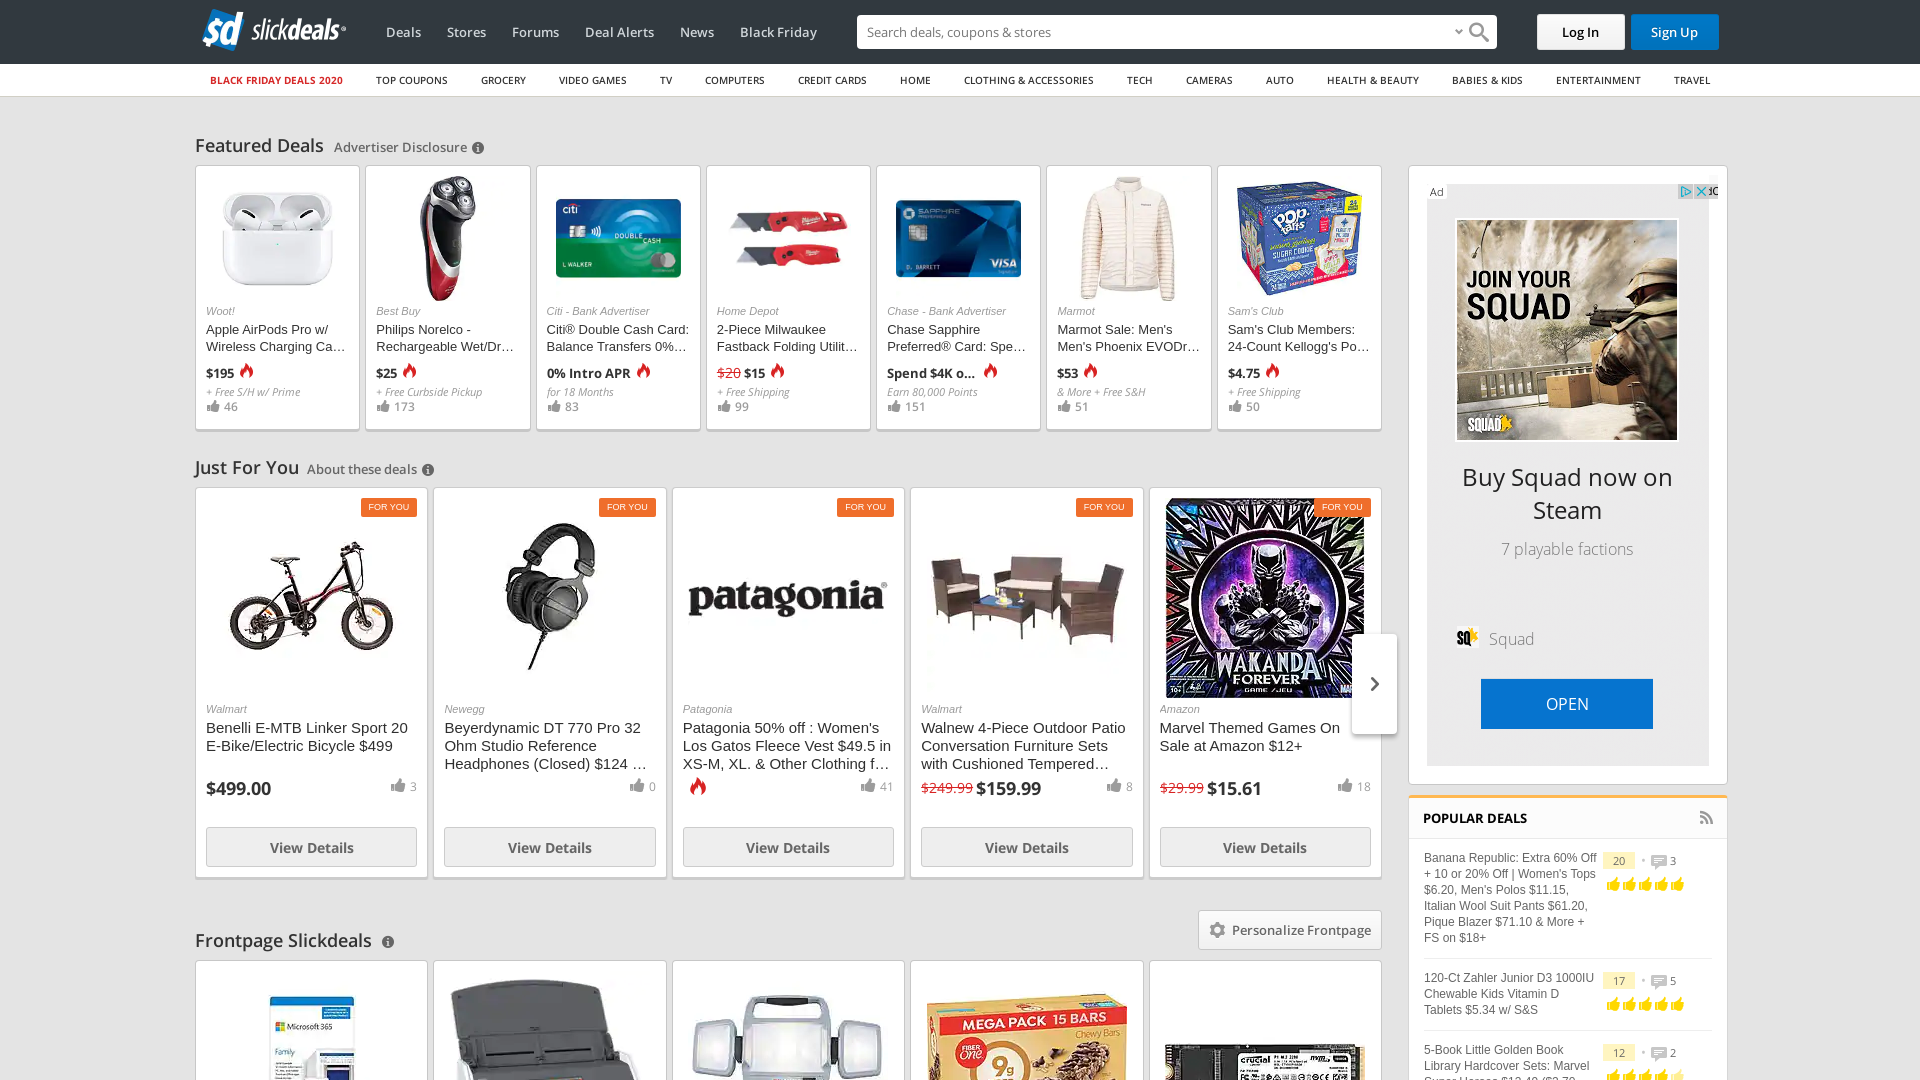 sd slickdeals
Deals
Stores
Forums
Deal Alerts
News
Black Friday
Search deals, coupons & stores
Log In
Sign Up
BLACK FRIDAY DEALS 2020
TOP COUPONS
GROCERY
VIDEO GAMES
TV
COMPUTERS
CREDIT CARDS
HOME
CLOTHING & ACCESSORIES
TECH
CAMERAS
AUTO
HEALTH & BEAUTY
BABIES & KIDS
ENTERTAINMENT
TRAVEL
Featured Deals
Advertiser Disclosure
Woot!
Apple AirPods Pro w/
Wireless Charging Ca…
$195
+ Free S/H w/ Prime
46
Best Buy
Philips Norelco -
Rechargeable Wet/Dr…
$25
+ Free Curbside Pickup
173
citi
DOUBLE
CASH
L WALKER
Citi - Bank Advertiser
Citi® Double Cash Card:
Balance Transfers 0%…
0% Intro APR
for 18 Months
83
Home Depot
2-Piece Milwaukee
Fastback Folding Utilit…
$20 $15
+ Free Shipping
99
SAPPHIRE
PREFERRED
D. BARRETT
VISA
Chase - Bank Advertiser
Chase Sapphire
Preferred® Card: Spe…
Spend $4K o…
Earn 80,000 Points
151
Marmot
Marmot Sale: Men's
Men's Phoenix EVODr…
$53
& More + Free S&H
51
pop tarts
SUGAR COOKIE
Sam's Club
Sam's Club Members:
24-Count Kellogg's Po…
$4.75
+ Free Shipping
50
Just For You
About these deals
FOR YOU
Walmart
Benelli E-MTB Linker Sport 20
E-Bike/Electric Bicycle $499
$499.00
3
View Details
FOR YOU
Newegg
Beyerdynamic DT 770 Pro 32
Ohm Studio Reference
Headphones (Closed) $124 …
0
View Details
FOR YOU
patagonia®
Patagonia
Patagonia 50% off : Women's
Los Gatos Fleece Vest $49.5 in
XS-M, XL. & Other Clothing f…
41
View Details
FOR YOU
Walmart
Walnew 4-Piece Outdoor Patio
Conversation Furniture Sets
with Cushioned Tempered…
$249.99 $159.99
8
View Details
FOR YOU
WAKANDA
FOREVER
GAME / JEU
Amazon
Marvel Themed Games On
Sale at Amazon $12+
$29.99 $15.61
18
View Details
Frontpage Slickdeals
Personalize Frontpage
Microsoft 365
Family
MEGA PACK 15 BARS
Chewy Bars
FIBER One
9g
crucial
Ad
JOIN YOUR
SQUAD
SQUAD
Buy Squad now on
Steam
7 playable factions
SQ
Squad
OPEN
POPULAR DEALS
Banana Republic: Extra 60% Off
+ 10 or 20% Off | Women's Tops
$6.20, Men's Polos $11.15,
Italian Wool Suit Pants $61.20,
Pique Blazer $71.10 & More +
FS on $18+
20
3
120-Ct Zahler Junior D3 1000IU
Chewable Kids Vitamin D
Tablets $5.34 w/ S&S
17
5
5-Book Little Golden Book
Library Hardcover Sets: Marvel
12
2